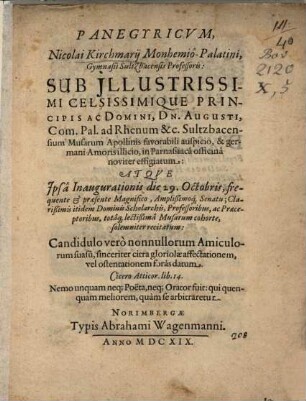 PANEGYRICVM,
Nicolai Kirchmarij Monhemiô-Palatini,
Gymnasii Sultzbacensis Professoris:
SUB JLLUSTRISSI-
MI CELSISSIMIQUE PRIN-
CIPIS AC DOMINI, DN. AUGUSTI,
Com. Pal. ad Rhenum &c. Sultzbacen-
sium Musarum Apollinis favorabili auspicio, & ger-
mani Amoris illicio, in Parnassiacâ officinâ
noviter effigiatum:
ATQVE
Jpsâ Inaugurationis die 29. Octobris, fre-
quente & præsente Magnifico, Amplissimoq; Senatu; Cla-
rissimis itidem Dominis Scholarchis, Professoribus, ac Præce-
ptoribus, totâq; lectissimâ Musarum cohorte,
solemniter recitatum:
Candidulo verò nonnullorum Amiculo-
rum suasu, sinceriter citra gloriolæ affectationem,
vel ostentationem foràs datum.
Cicero Atticor. lib. 14.
Nemo unquam neq; Poëta, neq; Orator fuit: qui quen-
quam meliorem, quàm se arbitraretur.
NORIMBERGÆ
Typis Abrahami Wagenmanni.
ANNO M DC XIX.